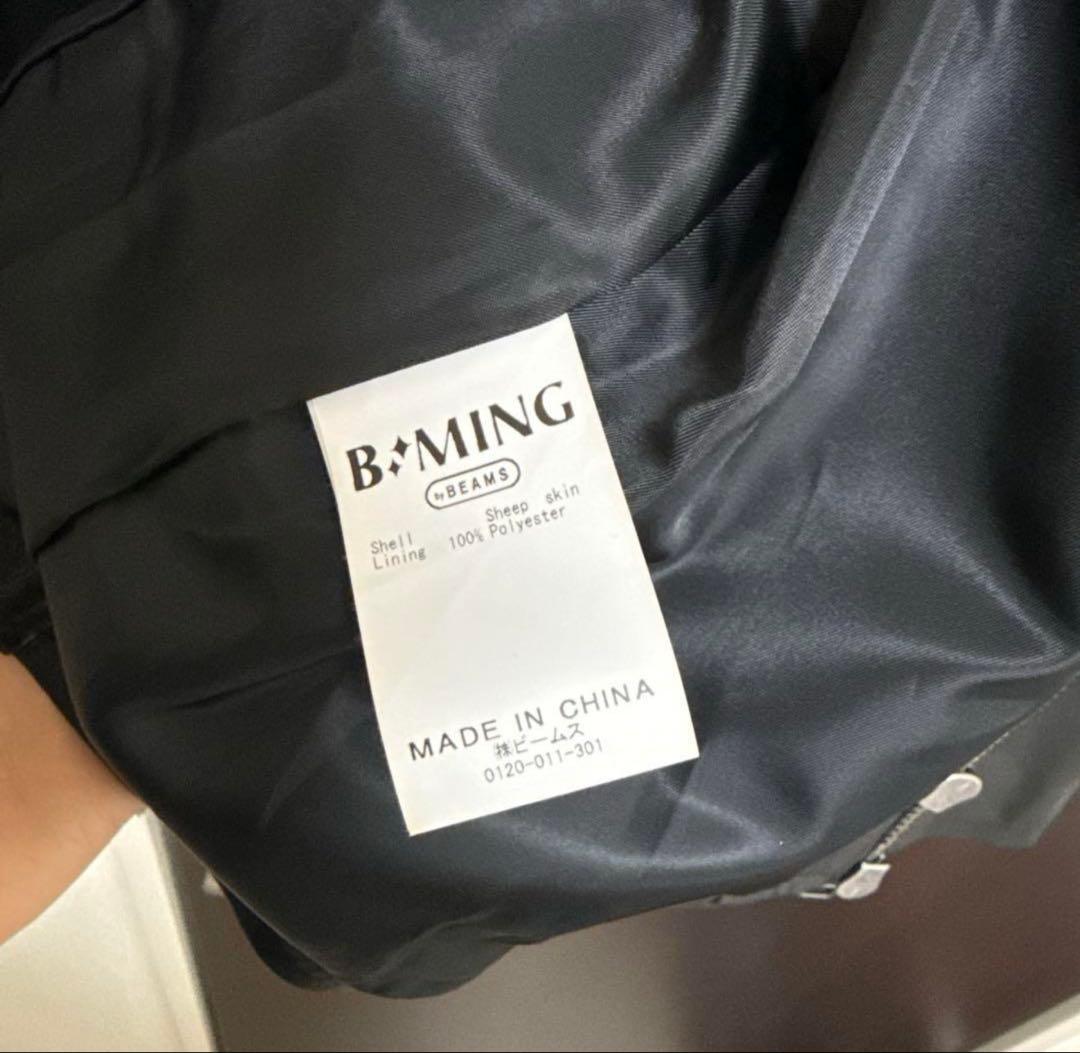 B:MING
by BEAMS
Shell Sheep skin
Lining 100% Polyester
MADE IN CHINA
㈱ビームス
0120-011-301